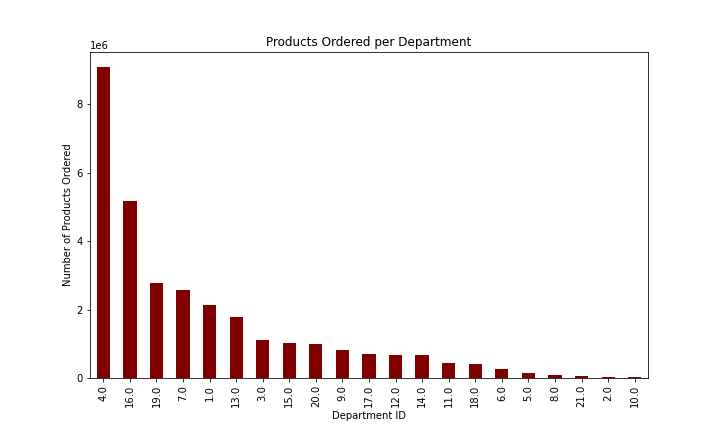 Products Ordered per Department
1e6
8
6
4
2
0
Number of Products Ordered
4.0 16.0 19.0 7.0 1.0 13.0 3.0 15.0 20.0 9.0 17.0 12.0 14.0 11.0 18.0 6.0 5.0 8.0 21.0 2.0 10.0
Department ID